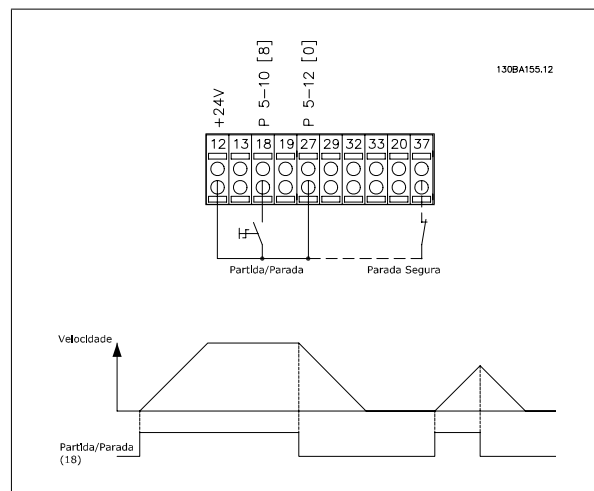 130BA155.12
+24V
P 5-10 [8]
P 5-12 [0]
12 13 18 19 27 29 32 33 20 37
Partida/Parada
Parada Segura
Velocidade
Partida/Parada
(18)